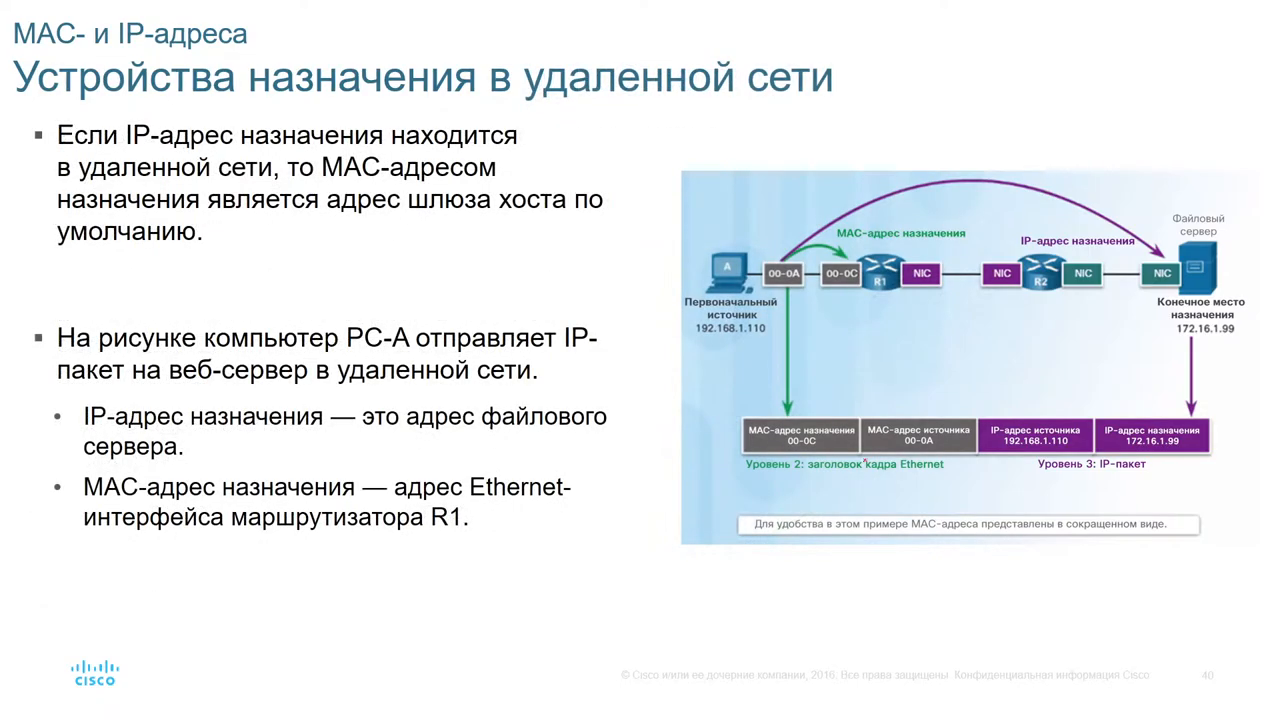 MAC- и IP-адреса
Устройства назначения в удаленной сети
Если IP-адрес назначения находится
в удаленной сети, то MAC-адресом
назначения является адрес шлюза хоста по
умолчанию.
На рисунке компьютер PC-A отправляет IP-
пакет на веб-сервер в удаленной сети.
IP-адрес назначения — это адрес файлового
сервера.
MAC-адрес назначения — адрес Ethernet-
интерфейса маршрутизатора R1.
Файловый
сервер
MAC-адрес назначения
IP-адрес назначения
A
00-0A
00-0C
R1
NIC
NIC
R2
NIC
NIC
Первоначальный
источник
192.168.1.110
Конечное место
назначения
172.16.1.99
MAC-адрес назначения
00-0C
MAC-адрес источника
00-0A
IP-адрес источника
192.168.1.110
IP-адрес назначения
172.16.1.99
Уровень 2: заголовок кадра Ethernet
Уровень 3: IP-пакет
Для удобства в этом примере MAC-адреса представлены в сокращенном виде.
CISCO
© Cisco и/или ее дочерние компании, 2016. Все права защищены. Конфиденциальная информация Cisco
40